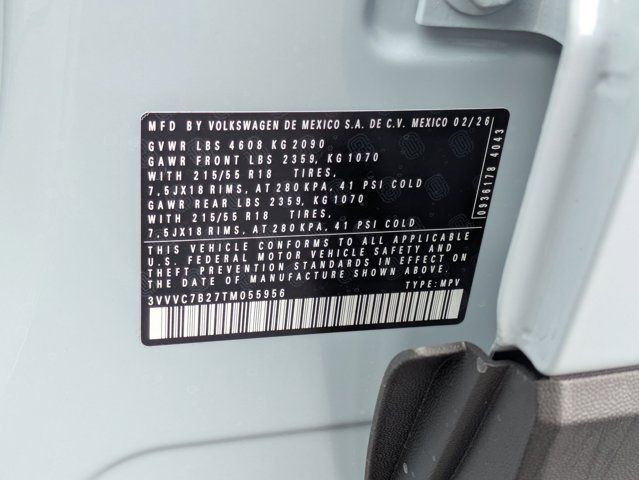 MFD BY VOLKSWAGEN DE MEXICO S.A. DE C.V. MEXICO 02/26
GVWR LBS 4608 KG 2090
GAWR FRONT LBS 2359, KG 1070
WITH 215/55 R18 TIRES,
7.5JX18 RIMS, AT 280 KPA, 41 PSI COLD
GAWR REAR LBS 2359, KG 1070
WITH 215/55 R18 TIRES.
7.5JX18 RIMS, AT 280 KPA, 41 PSI COLD
THIS VEHICLE CONFORMS TO ALL APPLICABLE
U.S. FEDERAL MOTOR VEHICLE SAFETY AND
THEFT PREVENTION STANDARDS IN EFFECT ON
THE DATE OF MANUFACTURE SHOWN ABOVE.
3VVVC7B27TM055956 TYPE: MPV
0936178 4043